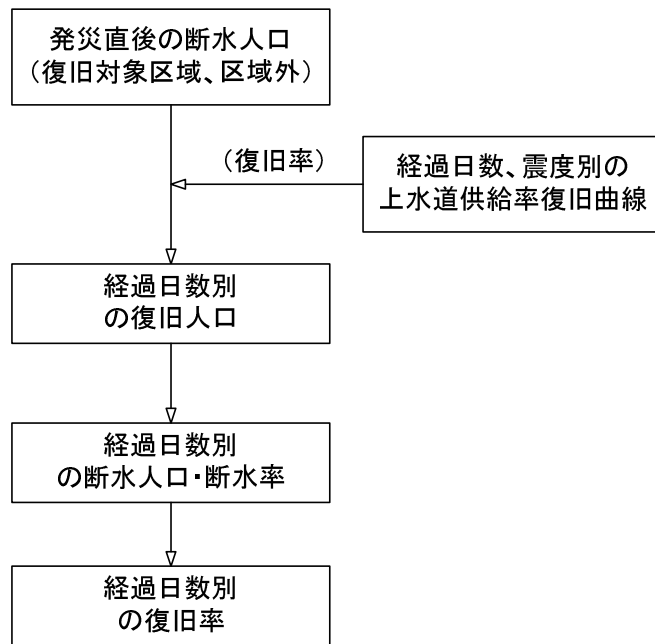 発災直後の断水人口
（復旧対象区域、区域外）
（復旧率）
経過日数、震度別の
上水道供給率復旧曲線
経過日数別
の復旧人口
経過日数別
の断水人口・断水率
経過日数別
の復旧率